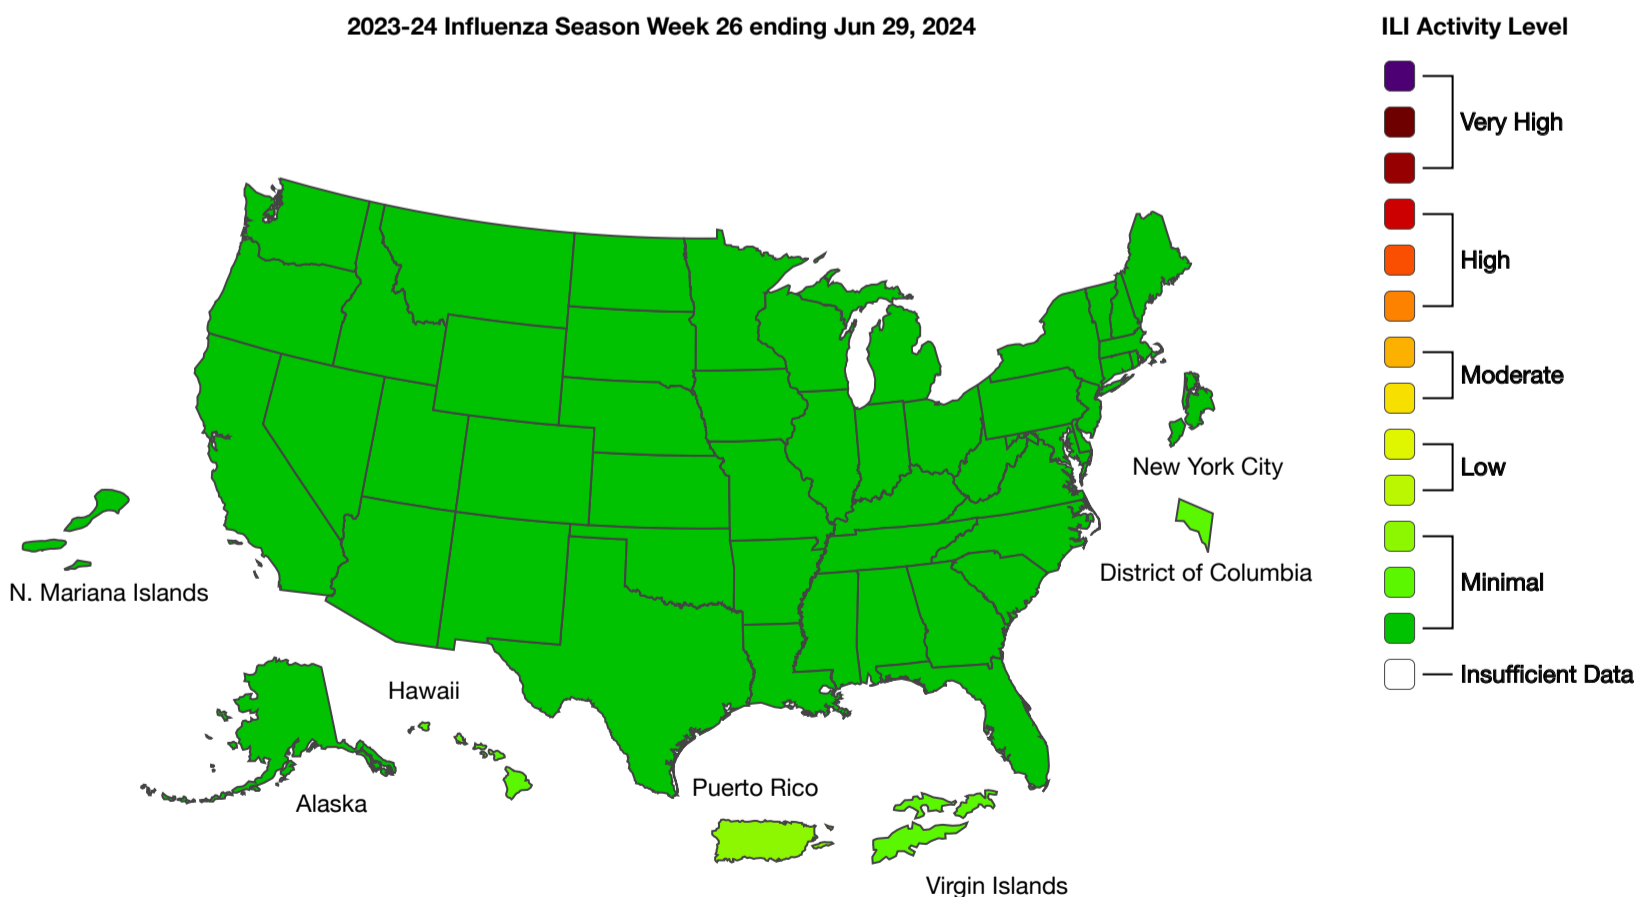 2023-24 Influenza Season Week 26 ending Jun 29, 2024
ILI Activity Level
Very High
High
Moderate
Low
Minimal
Insufficient Data
New York City
District of Columbia
N. Mariana Islands
Hawaii
Alaska
Puerto Rico
Virgin Islands